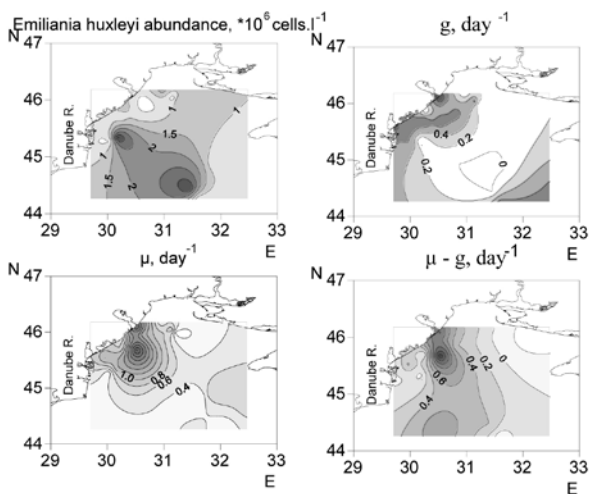 Emiliania huxleyi abundance, *10⁶ cells.l⁻¹
N 47
46
45
44
Danube R.
1
1
1.5
2
1
1.5
2
29 30 31 32 33
E
g, day ⁻¹
N 47
46
45
44
Danube R.
0.4
0.2
0.2
0
29 30 31 32 33
E
µ, day⁻¹
N 47
46
45
44
Danube R.
1.0
0.8
0.8
0.4
29 30 31 32 33
E
µ - g, day⁻¹
N 47
46
45
44
Danube R.
0
0.2
0.4
0.6
0.4
0.4
29 30 31 32 33
E